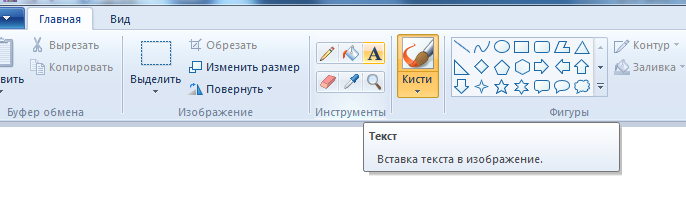 Главная Вид
Вырезать
Копировать
вить
Буфер обмена
Выделить
Обрезать
Изменить размер
Повернуть
Изображение
A
Инструменты
Кисти
Фигуры
Контур
Заливка
Текст
Вставка текста в изображение.